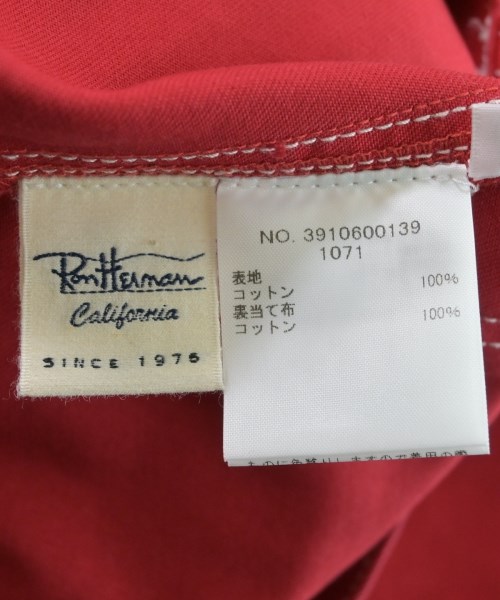 Ron Herman
California
SINCE 1976
NO. 3910600139
1071
表地
コットン 100%
裏当て布
コットン 100%